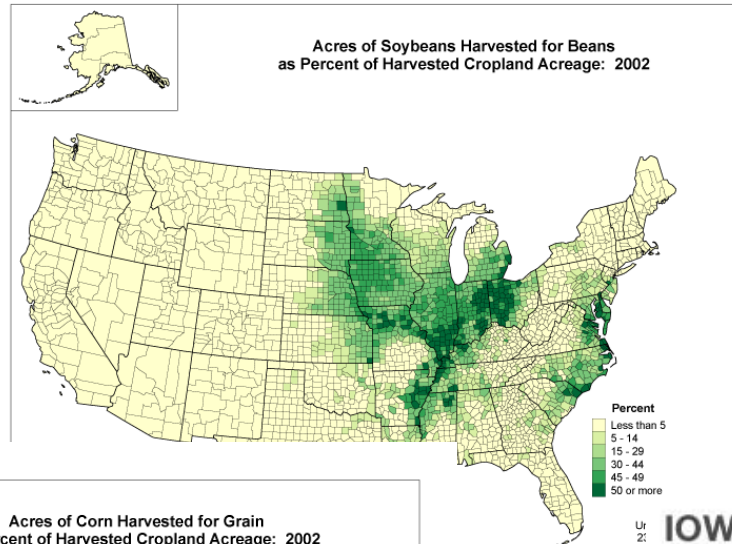 Acres of Soybeans Harvested for Beans
as Percent of Harvested Cropland Acreage: 2002
Percent
Less than 5
5 - 14
15 - 29
30 - 44
45 - 49
50 or more
Acres of Corn Harvested for Grain
of Harvested Cropland Acreage: 2002
IOW